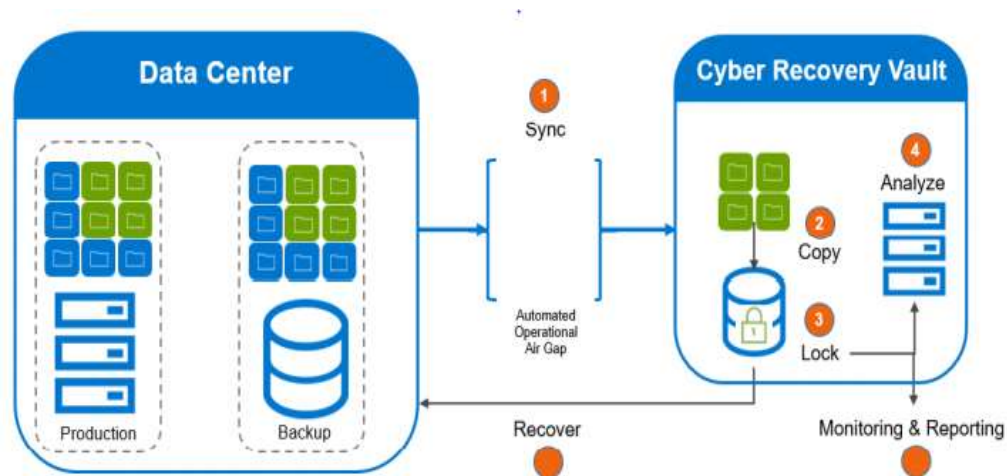 Data Center
Production
Backup
1
Sync
Automated
Operational
Air Gap
Cyber Recovery Vault
2
Copy
3
Lock
4
Analyze
Recover
Monitoring & Reporting